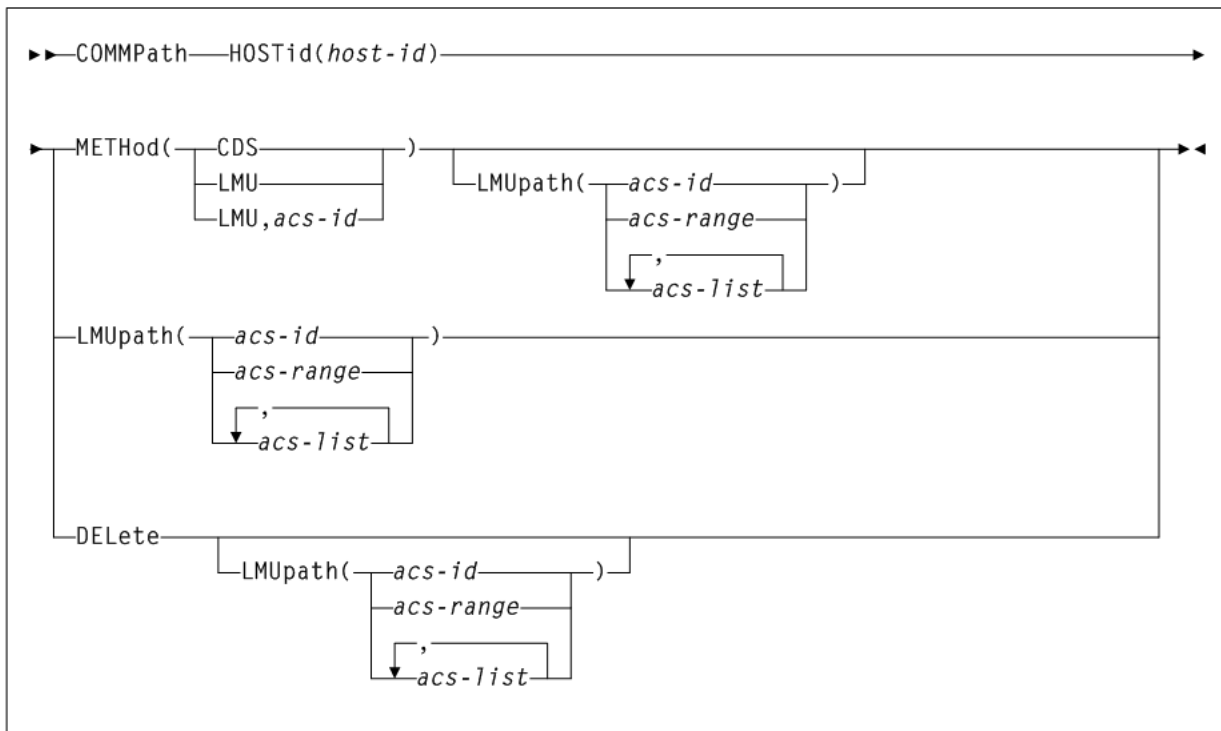 COMMPath HOSTid(host-id)
METHod( CDS ) LMUpath( acs-id )
LMU acs-range
LMU,acs-id ,
acs-list
LMUpath( acs-id )
acs-range
,
acs-list
DELete
LMUpath( acs-id )
acs-range
,
acs-list